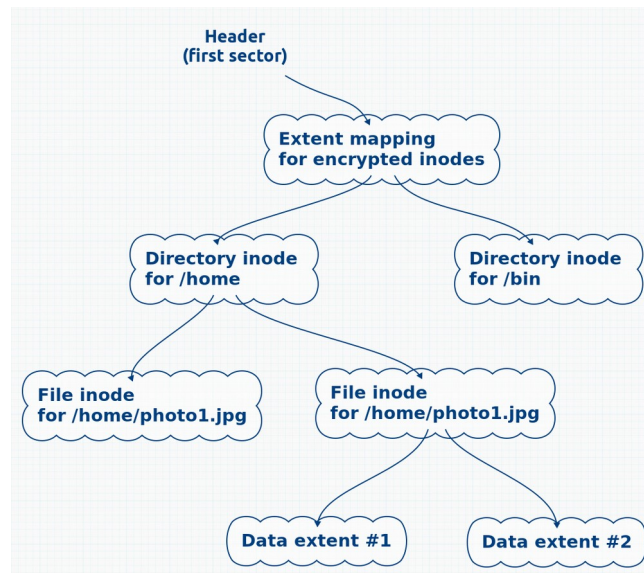 Header
(first sector)
Extent mapping
for encrypted inodes
Directory inode
for /home
Directory inode
for /bin
File inode
for /home/photo1.jpg
File inode
for /home/photo1.jpg
Data extent #1
Data extent #2